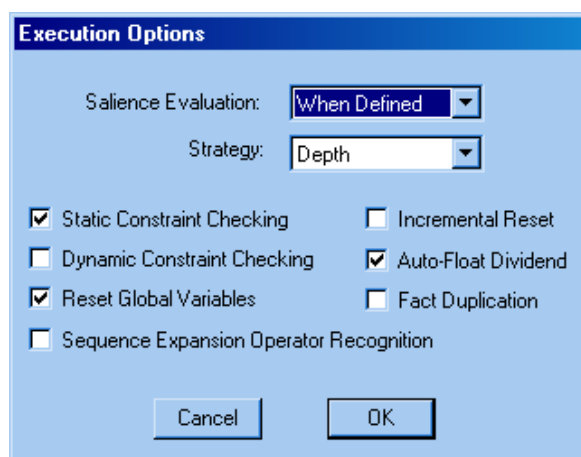 Execution Options
Salience Evaluation: When Defined
Strategy: Depth
Static Constraint Checking Incremental Reset
Dynamic Constraint Checking Auto-Float Dividend
Reset Global Variables Fact Duplication
Sequence Expansion Operator Recognition
Cancel OK